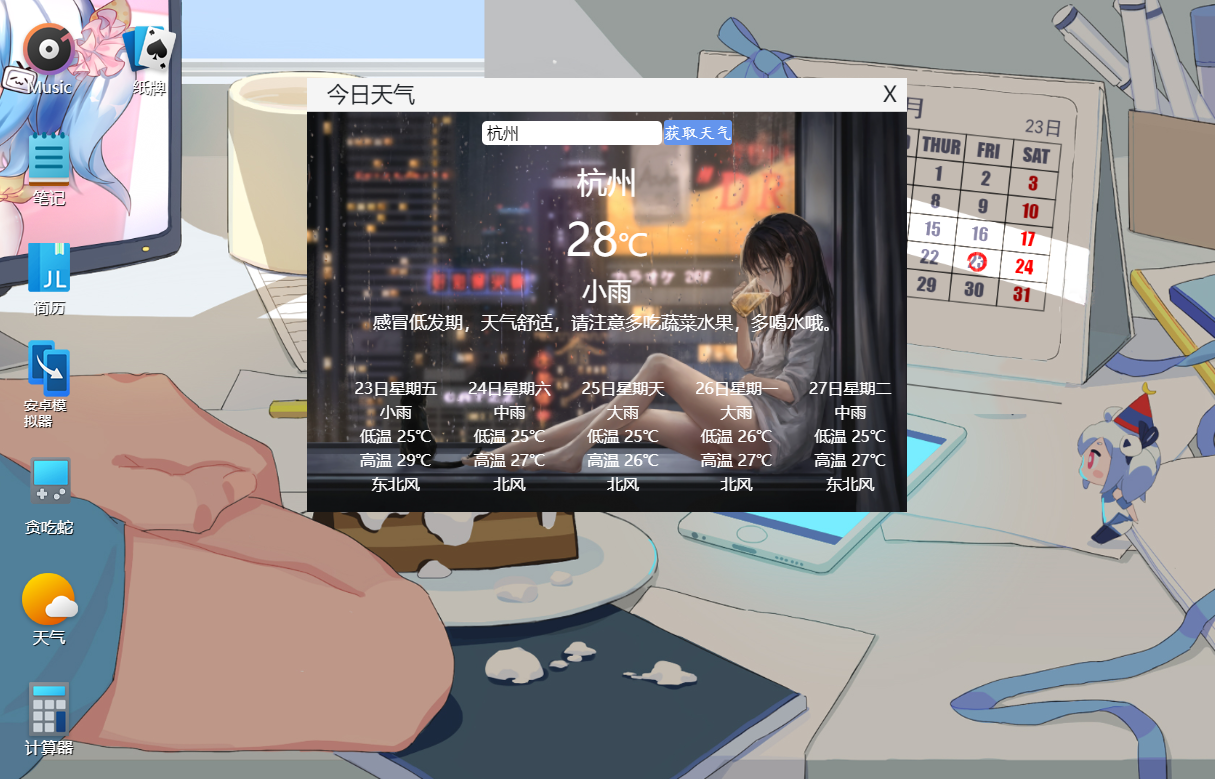 Music
纸牌
笔记
简历
安卓模
拟器
贪吃蛇
天气
计算器
今日天气
X
杭州
获取天气
杭州
28℃
小雨
感冒低发期，天气舒适，请注意多吃蔬菜水果，多喝水哦。
23日星期五 24日星期六 25日星期天 26日星期一 27日星期二
小雨 中雨 大雨 大雨 中雨
低温 25℃ 低温 25℃ 低温 25℃ 低温 26℃ 低温 25℃
高温 29℃ 高温 27℃ 高温 26℃ 高温 27℃ 高温 27℃
东北风 北风 北风 北风 东北风
月
23日
THUR FRI SAT
1 2 3
8 9 10
15 16 17
22 23 24
29 30 31
JL